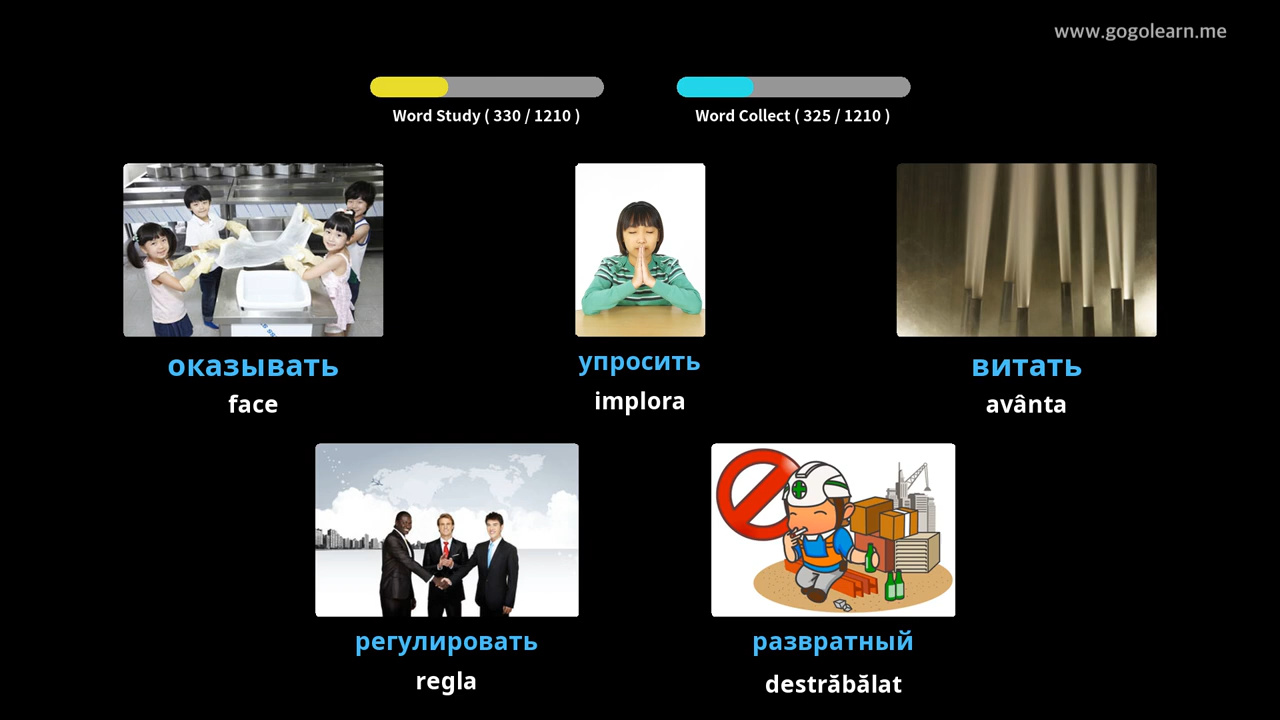 www.gogolearn.me
Word Study ( 330 / 1210 )
Word Collect ( 325 / 1210 )
оказывать
face
упросить
implora
витать
avânta
регулировать
regla
развратный
destrăbălat